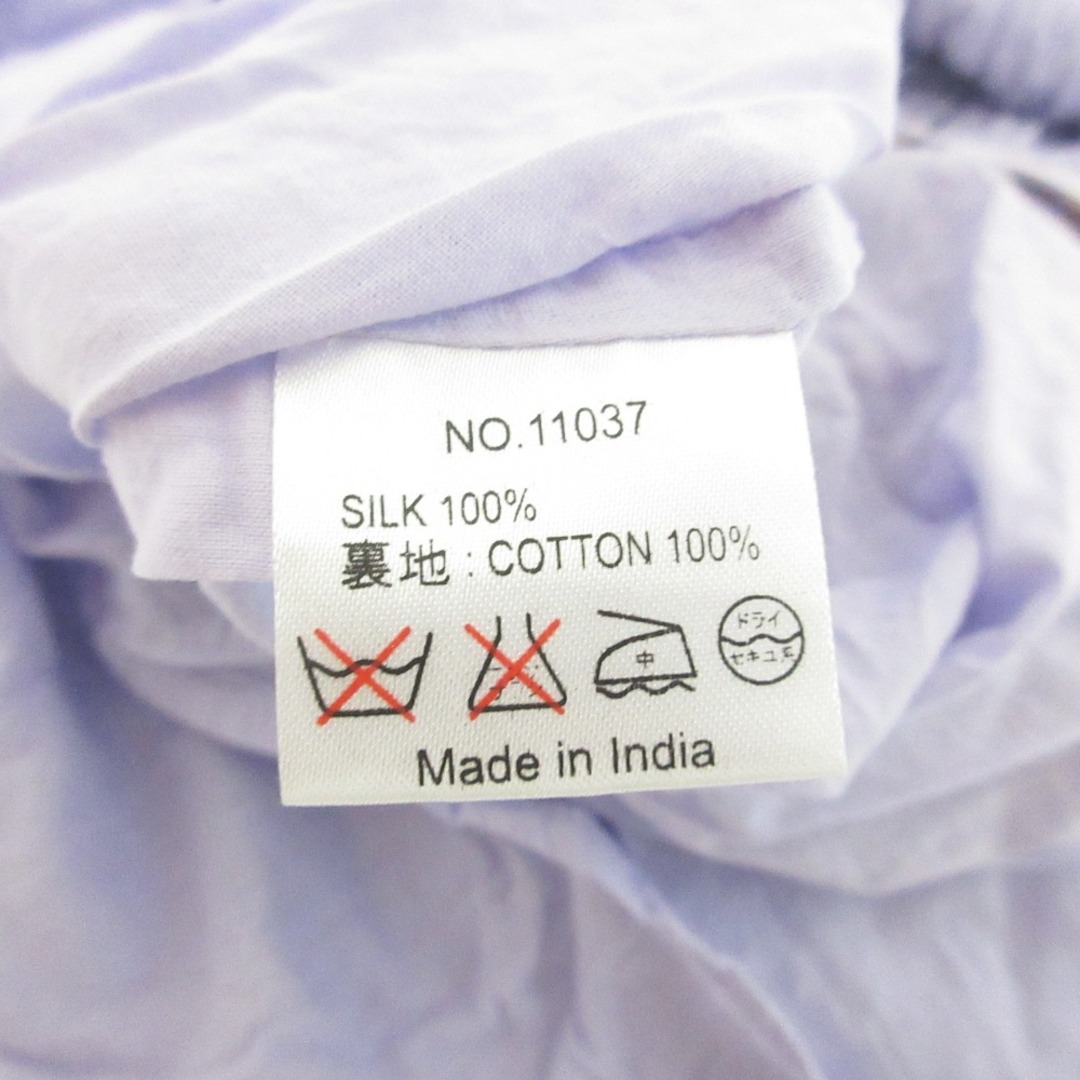 NO.11037
SILK 100%
裏地 : COTTON 100%
中
ドライ
セキユ系
Made in India